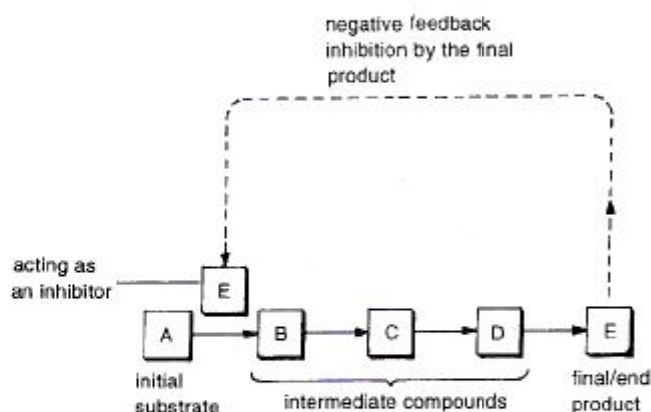 negative feedback
inhibition by the final
product
acting as
an inhibitor
E
A
B
C
D
E
initial
substrate
intermediate compounds
final/end
product